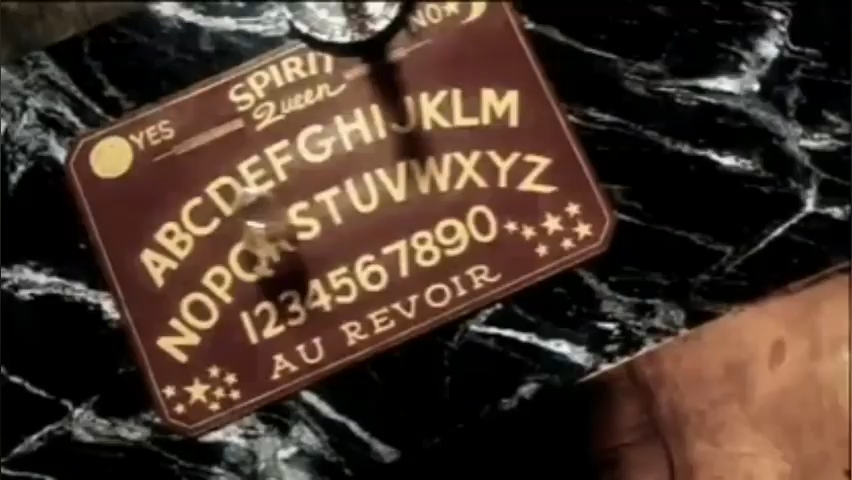 YES NO
SPIRIT
Queen
ABCDEFGHIJKLM
NOPQRSTUVWXYZ
1234567890
AU REVOIR